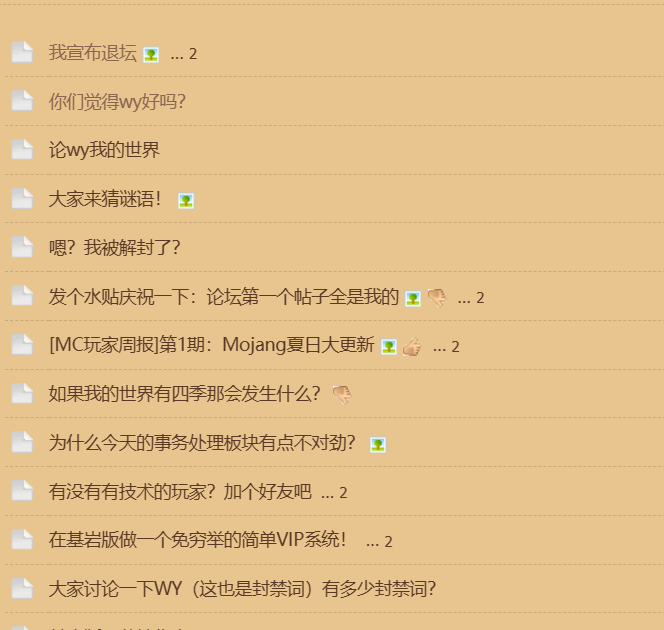 我宣布退坛 ... 2
你们觉得wy好吗?
论wy我的世界
大家来猜谜语!
嗯? 我被解封了?
发个水贴庆祝一下: 论坛第一个帖子全是我的 ... 2
[MC玩家周报]第1期: Mojang夏日大更新 ... 2
如果我的世界有四季那会发生什么?
为什么今天的事务处理板块有点不对劲?
有没有有技术的玩家? 加个好友吧 ... 2
在基岩版做一个免穷举的简单VIP系统! ... 2
大家讨论一下WY（这也是封禁词）有多少封禁词?